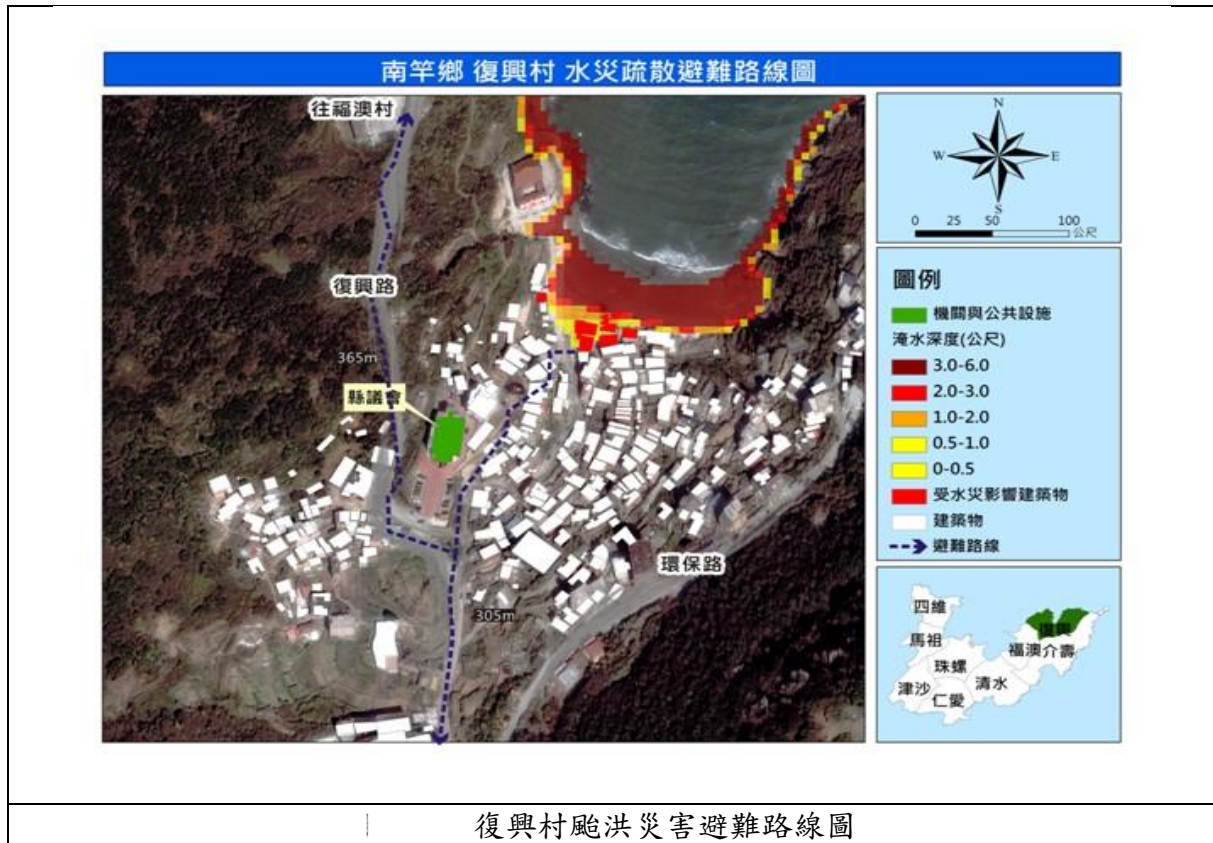 南竿鄉 復興村 水災疏散避難路線圖
往福澳村
復興路
365m
縣議會
環保路
305m
N
W
E
S
0 25 50 100
公尺
圖例
機關與公共設施
淹水深度(公尺)
3.0-6.0
2.0-3.0
1.0-2.0
0.5-1.0
0-0.5
受水災影響建築物
建築物
避難路線
四維
馬祖
復興
福澳
介壽
珠螺
清水
津沙
仁愛
復興村颱洪災害避難路線圖